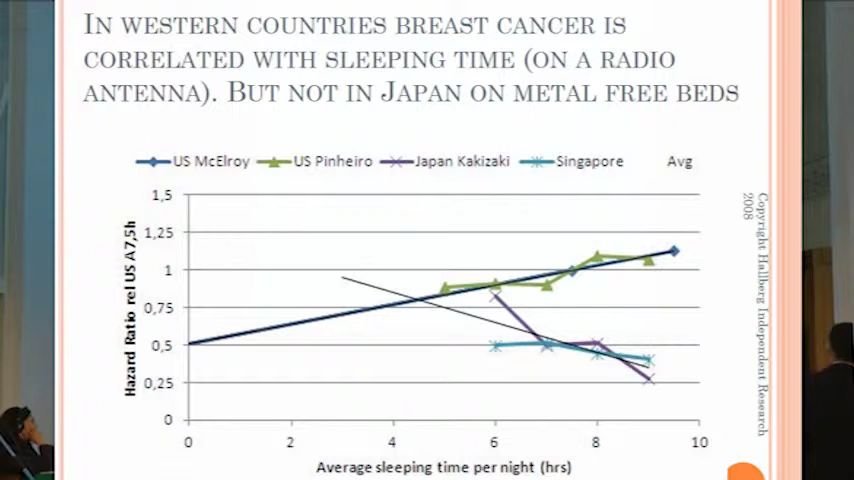 IN WESTERN COUNTRIES BREAST CANCER IS
CORRELATED WITH SLEEPING TIME (ON A RADIO
ANTENNA). BUT NOT IN JAPAN ON METAL FREE BEDS
US McElroy US Pinheiro Japan Kakizaki Singapore Avg
1,5
1,25
1
0,75
0,5
0,25
0
0 2 4 6 8 10
Hazard Ratio rel US A 7,5h
Average sleeping time per night (hrs)
Copyright Hallberg Independent Research
2008